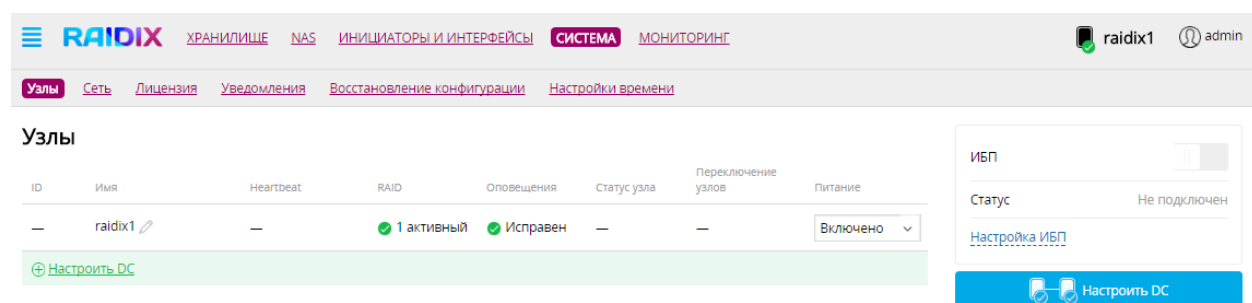 RAIDIX ХРАНИЛИЩЕ NAS ИНИЦИАТОРЫ И ИНТЕРФЕЙСЫ СИСТЕМА МОНИТОРИНГ raidix1 admin
Узлы Сеть Лицензия Уведомления Восстановление конфигурации Настройки времени
Узлы
ID Имя Heartbeat RAID Оповещения Статус узла Переключение узлов Питание
— raidix1 — 1 активный Исправен — — Включено
Настроить DC
ИБП
Статус Не подключен
Настройка ИБП
Настроить DC